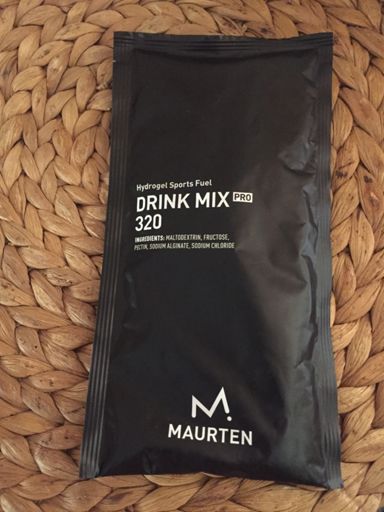 Hydrogel Sports Fuel
DRINK MIX PRO
320
INGREDIENTS: MALTODEXTRIN, FRUCTOSE,
PECTIN, SODIUM ALGINATE, SODIUM CHLORIDE
M.
MAURTEN